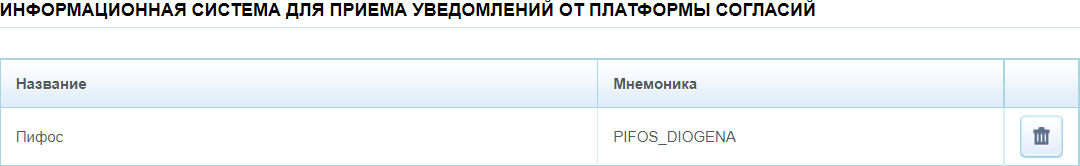 ИНФОРМАЦИОННАЯ СИСТЕМА ДЛЯ ПРИЕМА УВЕДОМЛЕНИЙ ОТ ПЛАТФОРМЫ СОГЛАСИЙ
Название Мнемоника
Пифос PIFOS_DIOGENA